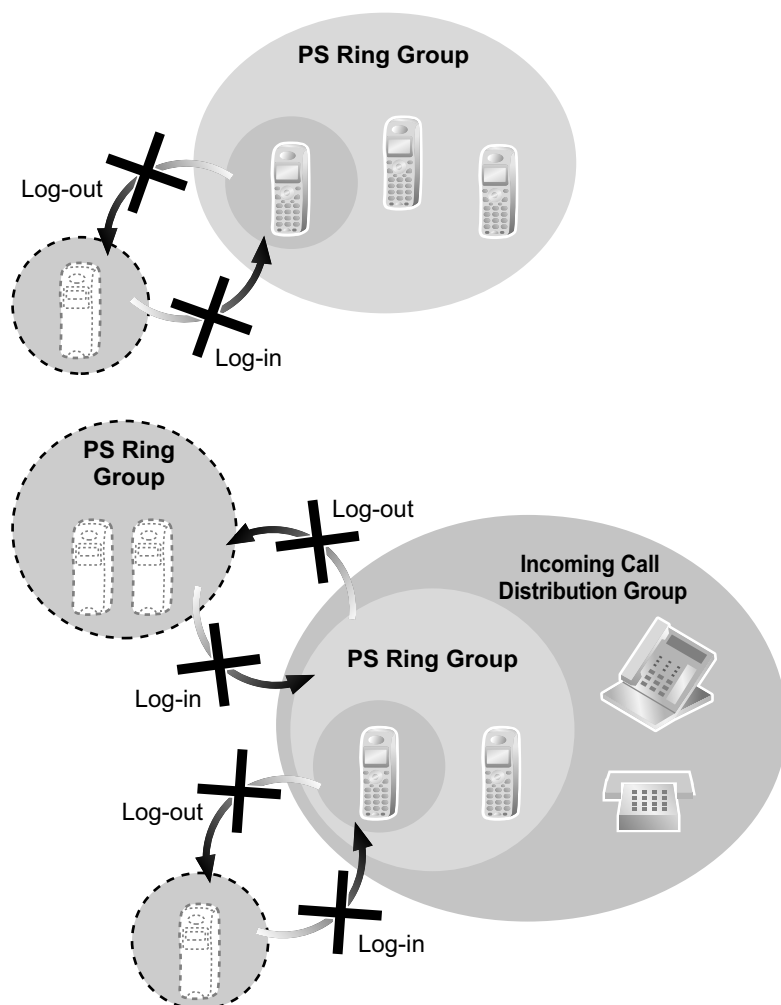 PS Ring Group
Log-out
Log-in
PS Ring
Group
Log-out
Incoming Call
Distribution Group
PS Ring Group
Log-in
Log-out
Log-in